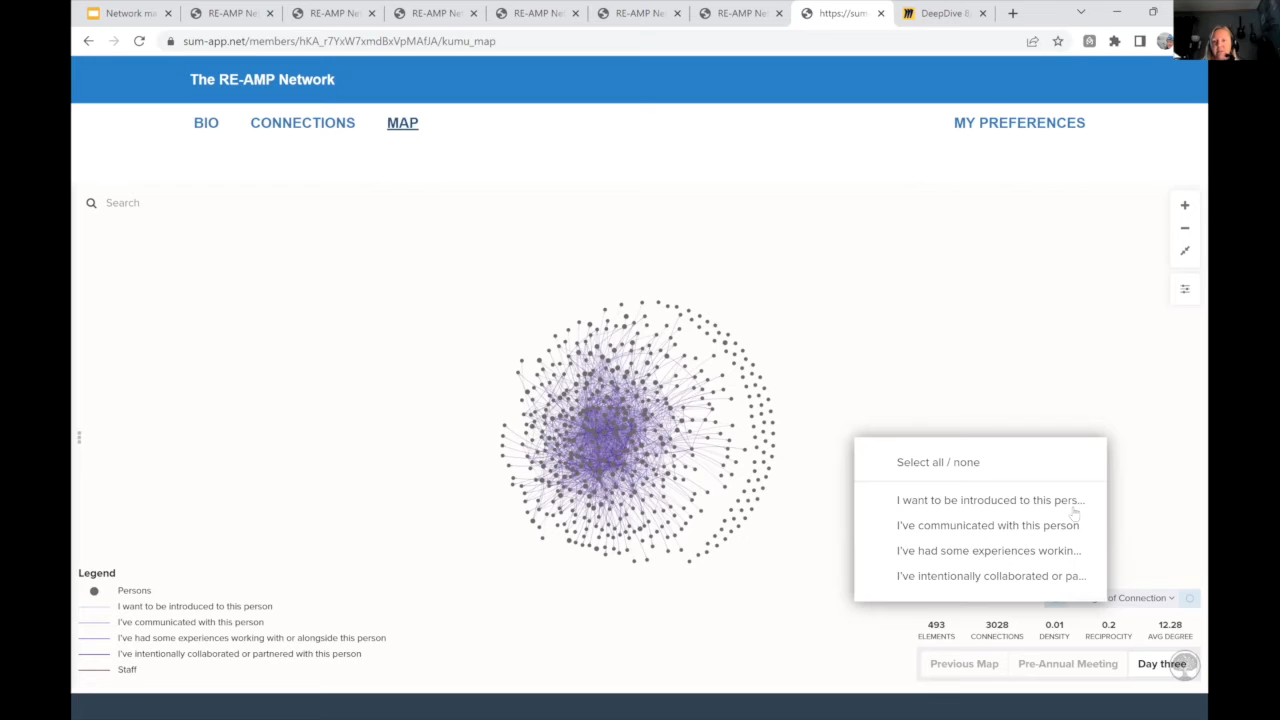 Network ma
RE-AMP Ne
RE-AMP Ne
RE-AMP Ne
RE-AMP Ne
RE-AMP Ne
RE-AMP Ne
https://sum
DeepDive 8
sum-app.net/members/hKA_r7YxW7xmdBxVpMAfJA/kumu_map
The RE-AMP Network
BIO
CONNECTIONS
MAP
MY PREFERENCES
Search
Select all / none
I want to be introduced to this pers...
I've communicated with this person
I've had some experiences workin...
I've intentionally collaborated or pa...
Legend
Persons
I want to be introduced to this person
I've communicated with this person
I've had some experiences working with or alongside this person
I've intentionally collaborated or partnered with this person
Staff
of Connection
493
ELEMENTS
3028
CONNECTIONS
0.01
DENSITY
0.2
RECIPROCITY
12.28
AVG DEGREE
Previous Map
Pre-Annual Meeting
Day three